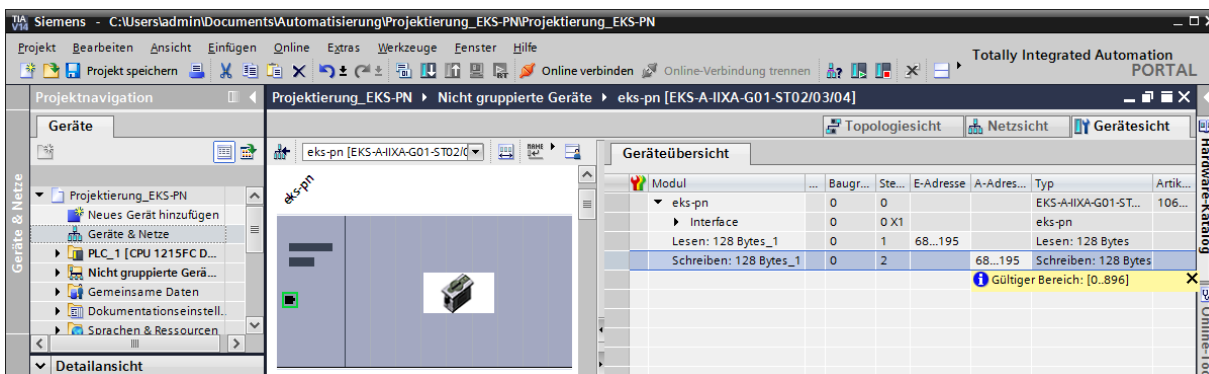 TIA V14 Siemens - C:\Users\admin\Documents\Automatisierung\Projektierung_EKS-PN\Projektierung_EKS-PN
Projekt Bearbeiten Ansicht Einfügen Online Extras Werkzeuge Fenster Hilfe
Projekt speichern Online verbinden Online-Verbindung trennen
Totally Integrated Automation
PORTAL
Projektnavigation
Projektierung_EKS-PN Nicht gruppierte Geräte eks-pn [EKS-A-IIXA-G01-ST02/03/04]
Geräte
Topologiesicht Netzsicht Gerätesicht
eks-pn [EKS-A-IIXA-G01-ST02/0
Geräteübersicht
Geräte & Netze
Projektierung_EKS-PN
Neues Gerät hinzufügen
Geräte & Netze
PLC_1 [CPU 1215FC D...
Nicht gruppierte Gerä...
Gemeinsame Daten
Dokumentationseinstell..
Sprachen & Ressourcen
Detailansicht
eks-pn
Modul ... Baugr... Ste... E-Adresse A-Adres... Typ Artik...
eks-pn 0 0 EKS-A-IIXA-G01-ST... 106...
Interface 0 0 X1 eks-pn
Lesen: 128 Bytes_1 0 1 68...195 Lesen: 128 Bytes
Schreiben: 128 Bytes_1 0 2 68...195 Schreiben: 128 Bytes
Gültiger Bereich: [0..896]
Hardware-Katalog